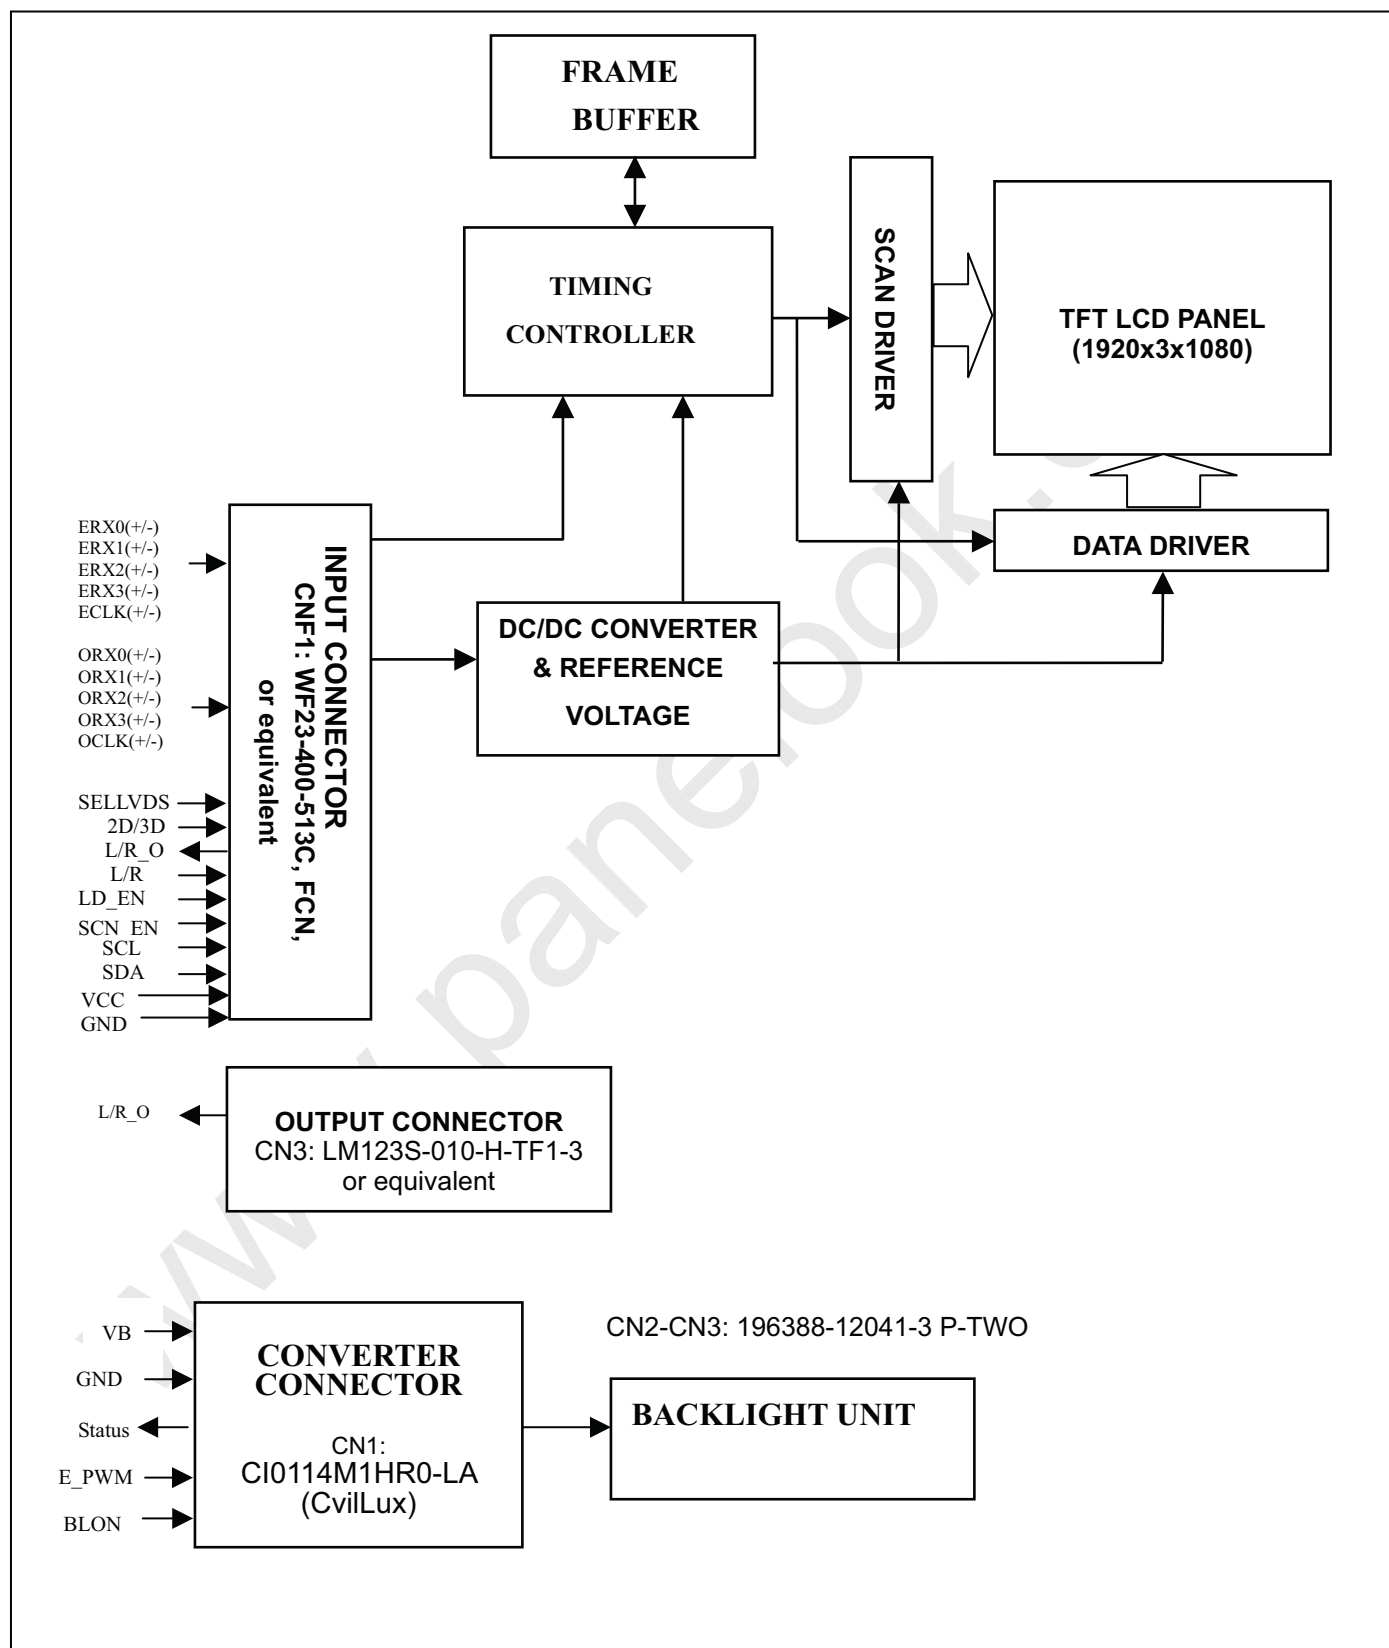 FRAME
BUFFER
TIMING
CONTROLLER
SCAN DRIVER
TFT LCD PANEL
(1920x3x1080)
DATA DRIVER
ERX0(+/-)
ERX1(+/-)
ERX2(+/-)
ERX3(+/-)
ECLK(+/-)
ORX0(+/-)
ORX1(+/-)
ORX2(+/-)
ORX3(+/-)
OCLK(+/-)
SELLVDS
2D/3D
L/R_O
L/R
LD_EN
SCN_EN
SCL
SDA
VCC
GND
INPUT CONNECTOR
CNF1: WF23-400-513C, FCN,
or equivalent
DC/DC CONVERTER
& REFERENCE
VOLTAGE
L/R_O
OUTPUT CONNECTOR
CN3: LM123S-010-H-TF1-3
or equivalent
VB
GND
Status
E_PWM
BLON
CONVERTER
CONNECTOR
CN1:
CI0114M1HR0-LA
(CvilLux)
CN2-CN3: 196388-12041-3 P-TWO
BACKLIGHT UNIT